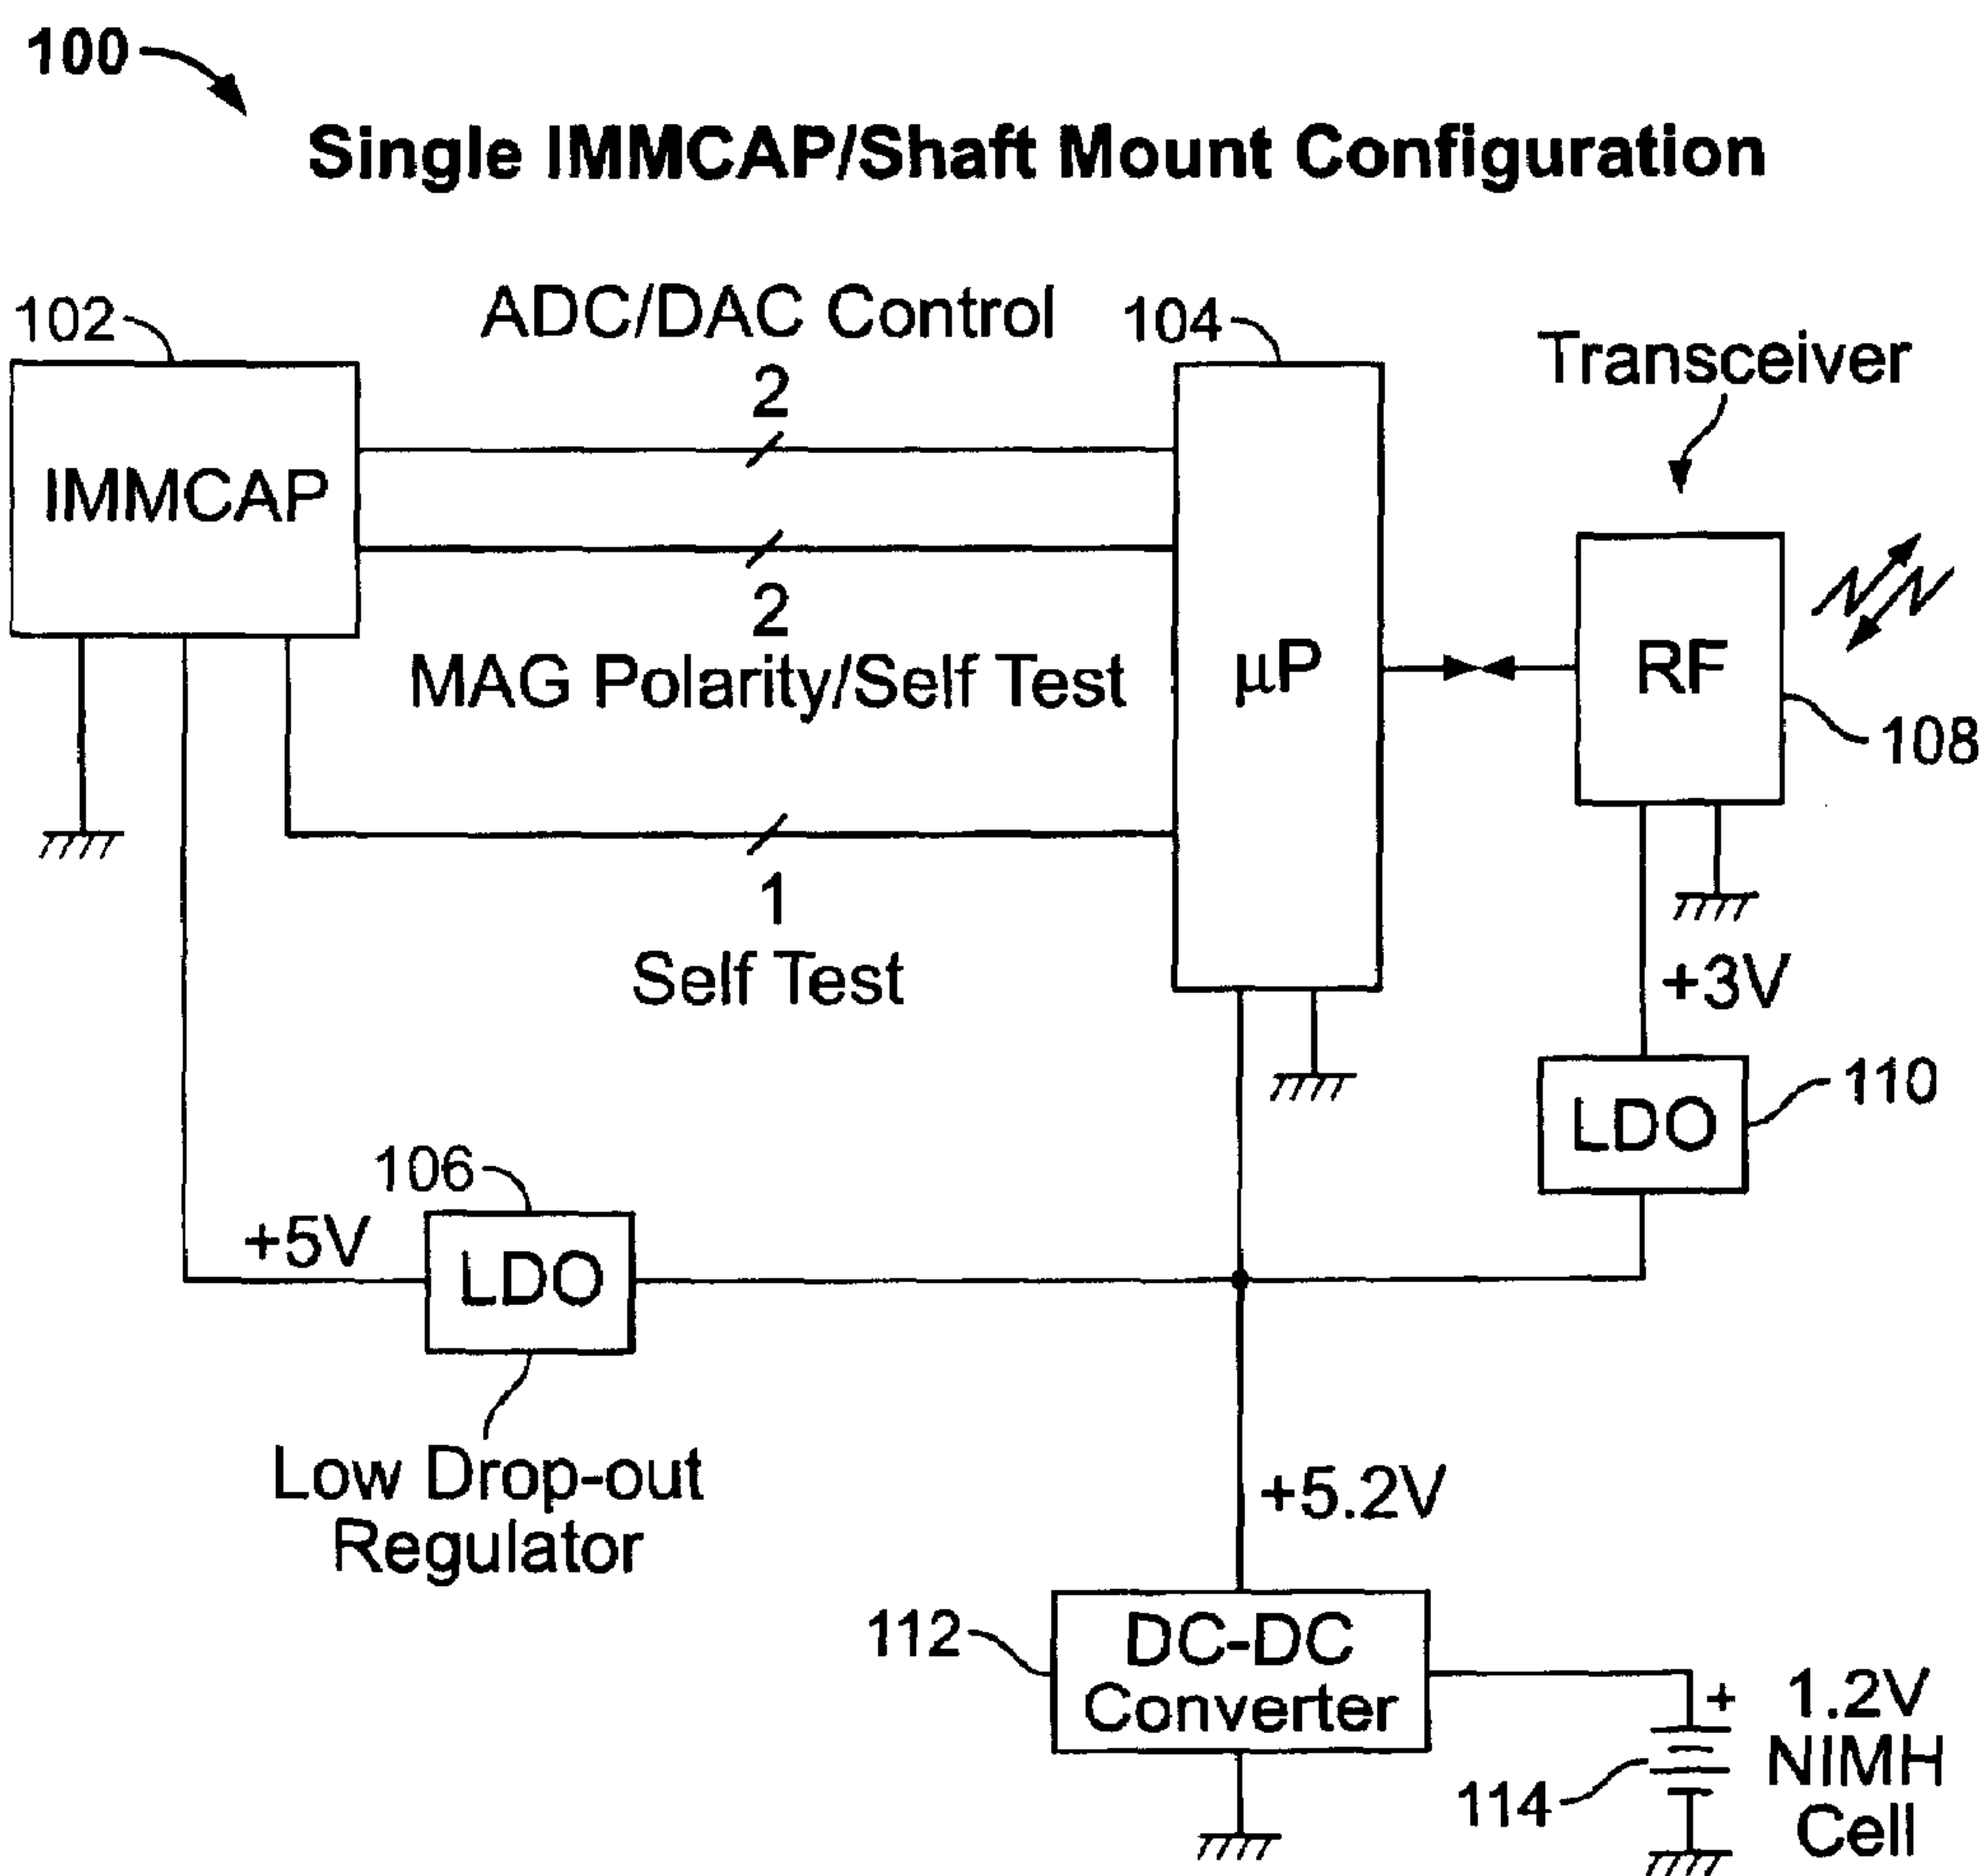 100
Single IMMCAP/Shaft Mount Configuration
102
ADC/DAC Control
104
Transceiver
2
IMMCAP
2
MAG Polarity/Self Test
µP
RF
108
1
Self Test
+3V
110
LDO
106
+5V
LDO
Low Drop-out
Regulator
+5.2V
112
DC-DC
Converter
+
1.2V
NIMH
Cell
114